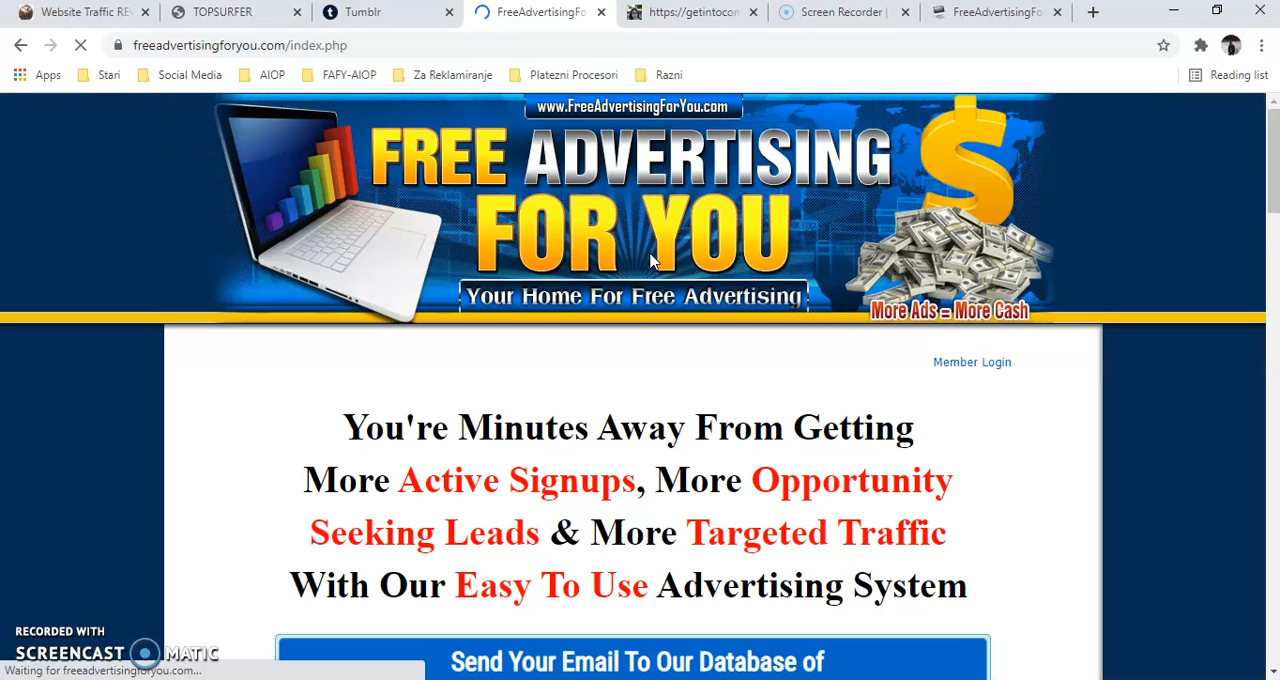 Website Traffic RE
TOPSURFER
Tumblr
FreeAdvertisingFo
https://getintocon
Screen Recorder |
FreeAdvertisingFo
freeadvertisingforyou.com/index.php
Apps
Stari
Social Media
AIOP
FAFY-AIOP
Za Reklamiranje
Platezni Procesori
Razni
Reading list
www.FreeAdvertisingForYou.com
FREE ADVERTISING
FOR YOU
Your Home For Free Advertising
More Ads = More Cash
Member Login
You're Minutes Away From Getting
More Active Signups, More Opportunity
Seeking Leads & More Targeted Traffic
With Our Easy To Use Advertising System
Send Your Email To Our Database of
RECORDED WITH
SCREENCAST MATIC
Waiting for freeadvertisingforyou.com...